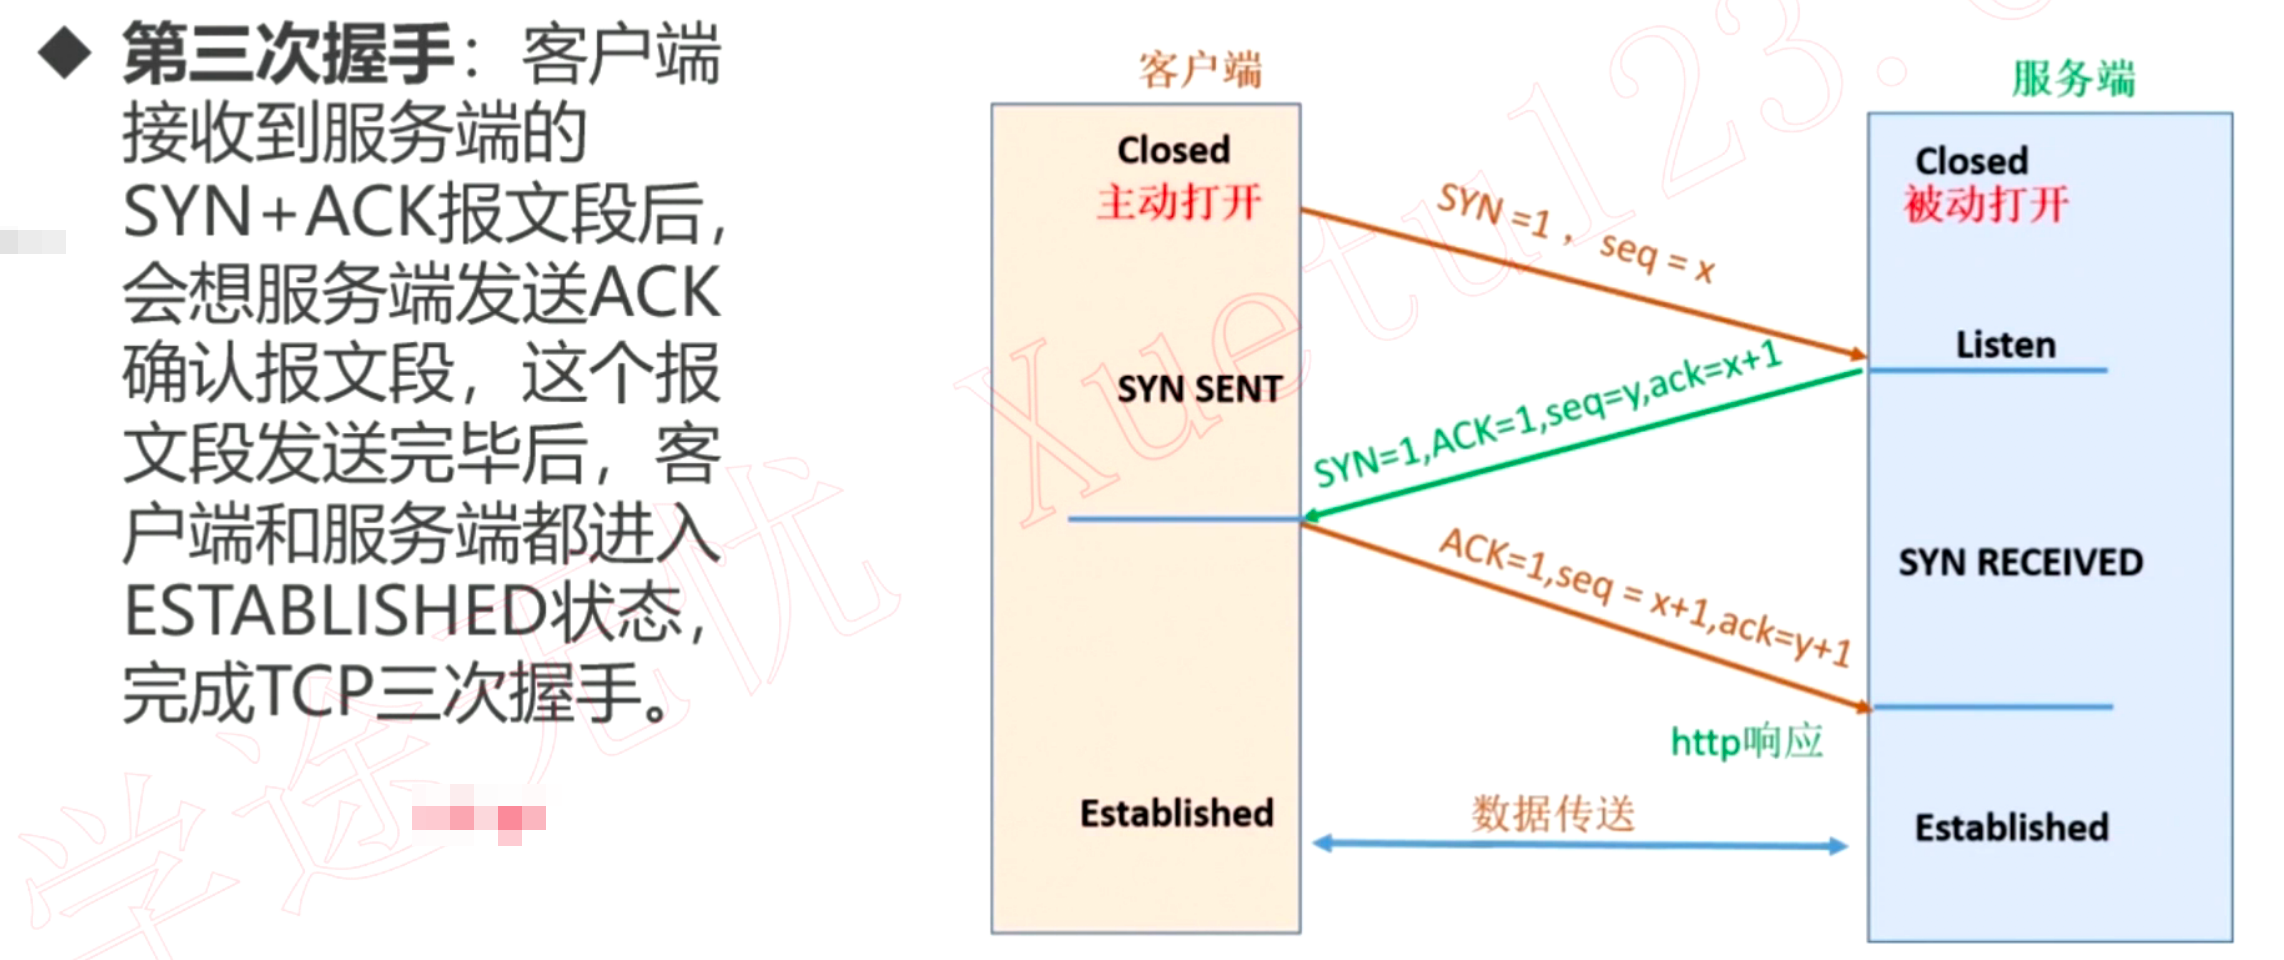 ◆ 第三次握手：客户端
接收到服务端的
SYN+ACK报文段后，
会想服务端发送ACK
确认报文段，这个报
文段发送完毕后，客
户端和服务端都进入
ESTABLISHED状态，
完成TCP三次握手。
客户端
服务端
Closed
主动打开
Closed
被动打开
SYN =1 ， seq = x
Listen
SYN SENT
SYN=1,ACK=1,seq=y,ack=x+1
ACK=1,seq = x+1,ack=y+1
SYN RECEIVED
http响应
数据传送
Established
Established
学途无忧 Xuetu123.